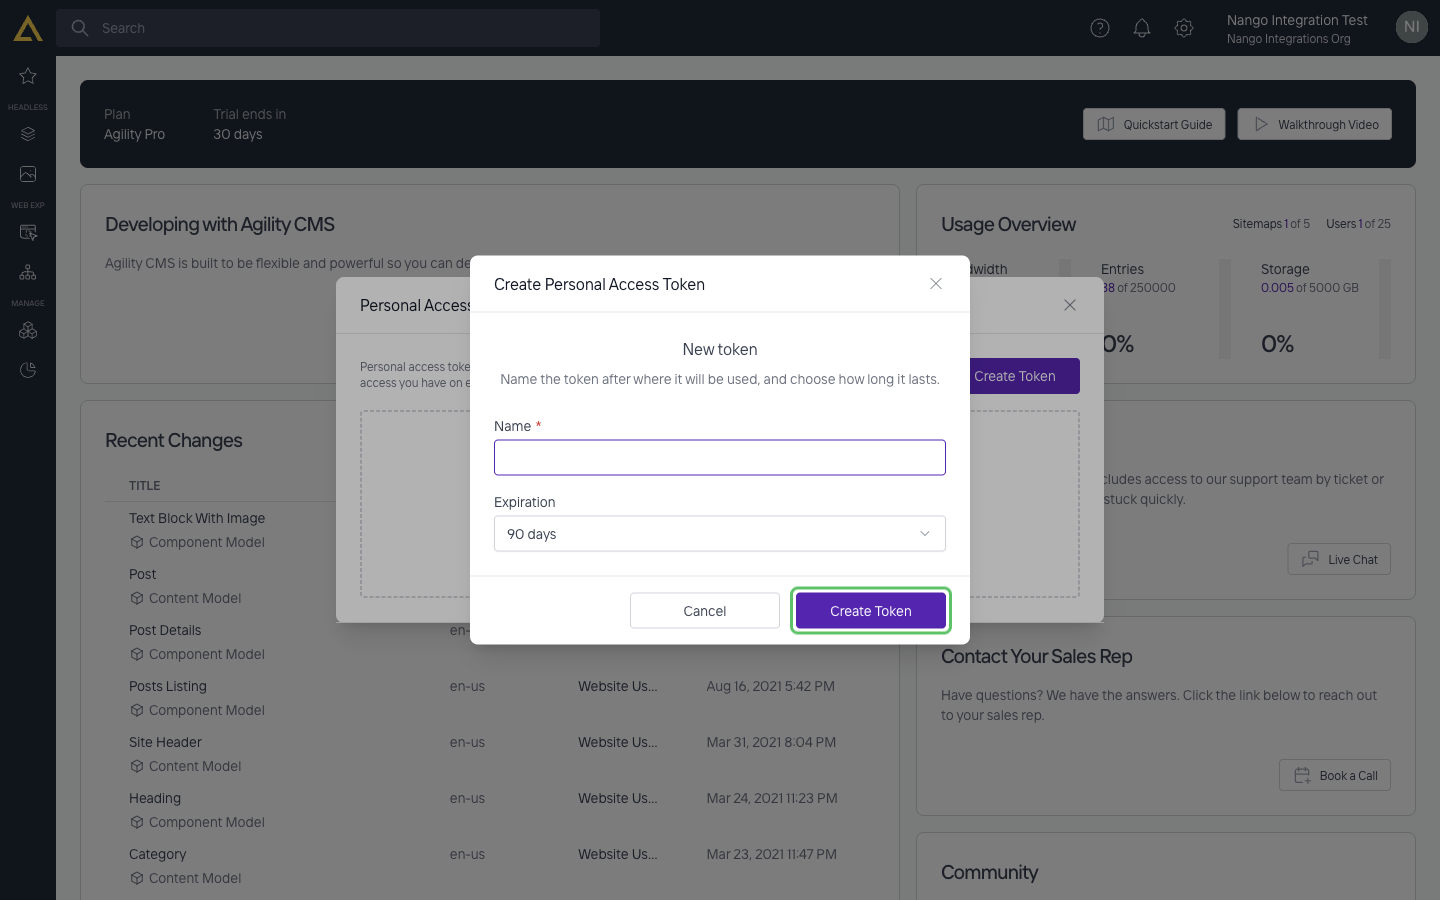 Search
Nango Integration Test
Nango Integrations Org
NI
HEADLESS
WEB EXP
MANAGE
Plan
Agility Pro
Trial ends in
30 days
Quickstart Guide
Walkthrough Video
Developing with Agility CMS
Agility CMS is built to be flexible and powerful so you can de
Usage Overview
Sitemaps 1 of 5
Users 1 of 25
Entries
38 of 250000
0%
Storage
0.005 of 5000 GB
0%
Personal Access
Personal access toke
access you have on e
Create Token
Create Personal Access Token
New token
Name the token after where it will be used, and choose how long it lasts.
Name *
Expiration
90 days
Cancel
Create Token
Recent Changes
TITLE
Text Block With Image
Component Model
Post
Content Model
Post Details
en-
Component Model
Posts Listing
en-us
Website Us...
Aug 16, 2021 5:42 PM
Component Model
Site Header
en-us
Website Us...
Mar 31, 2021 8:04 PM
Content Model
Heading
en-us
Website Us...
Mar 24, 2021 11:23 PM
Component Model
Category
en-us
Website Us...
Mar 23, 2021 11:47 PM
Content Model
cludes access to our support team by ticket or
stuck quickly.
Live Chat
Contact Your Sales Rep
Have questions? We have the answers. Click the link below to reach out
to your sales rep.
Book a Call
Community